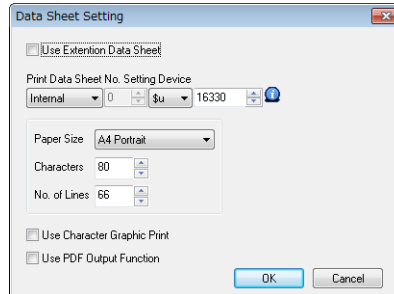 Data Sheet Setting
Use Extention Data Sheet
Print Data Sheet No. Setting Device
Internal 0 $u 16330
Paper Size A4 Portrait
Characters 80
No. of Lines 66
Use Character Graphic Print
Use PDF Output Function
OK Cancel